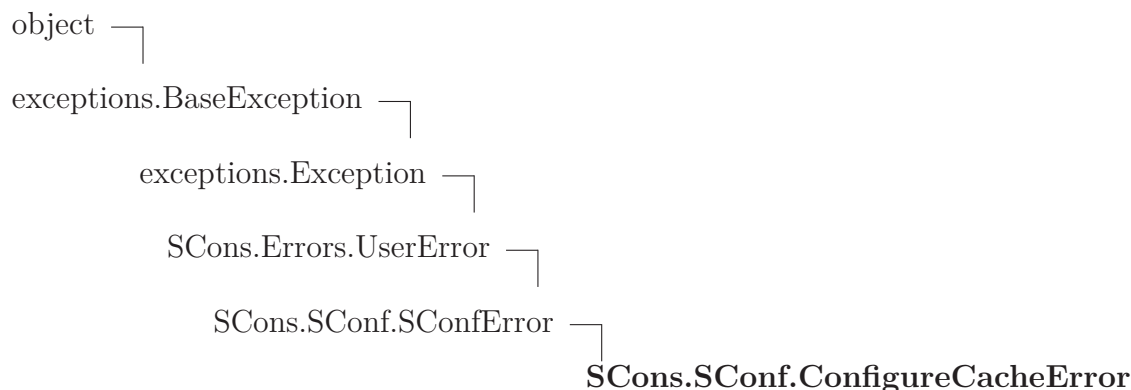 object
exceptions.BaseException
exceptions.Exception
SCons.Errors.UserError
SCons.SConf.SConfError
SCons.SConf.ConfigureCacheError